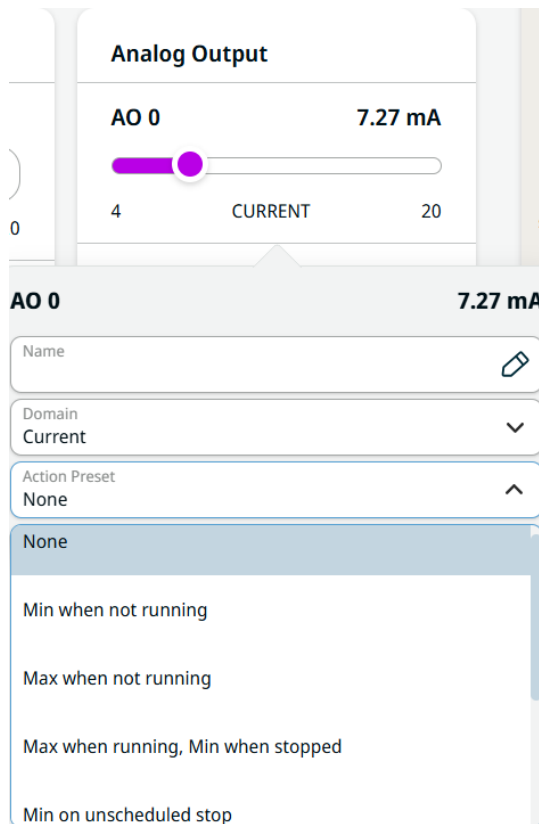 Analog Output
AO 0 7.27 mA
4 CURRENT 20
0
AO 0 7.27 mA
Name
Domain
Current
Action Preset
None
None
Min when not running
Max when not running
Max when running, Min when stopped
Min on unscheduled stop